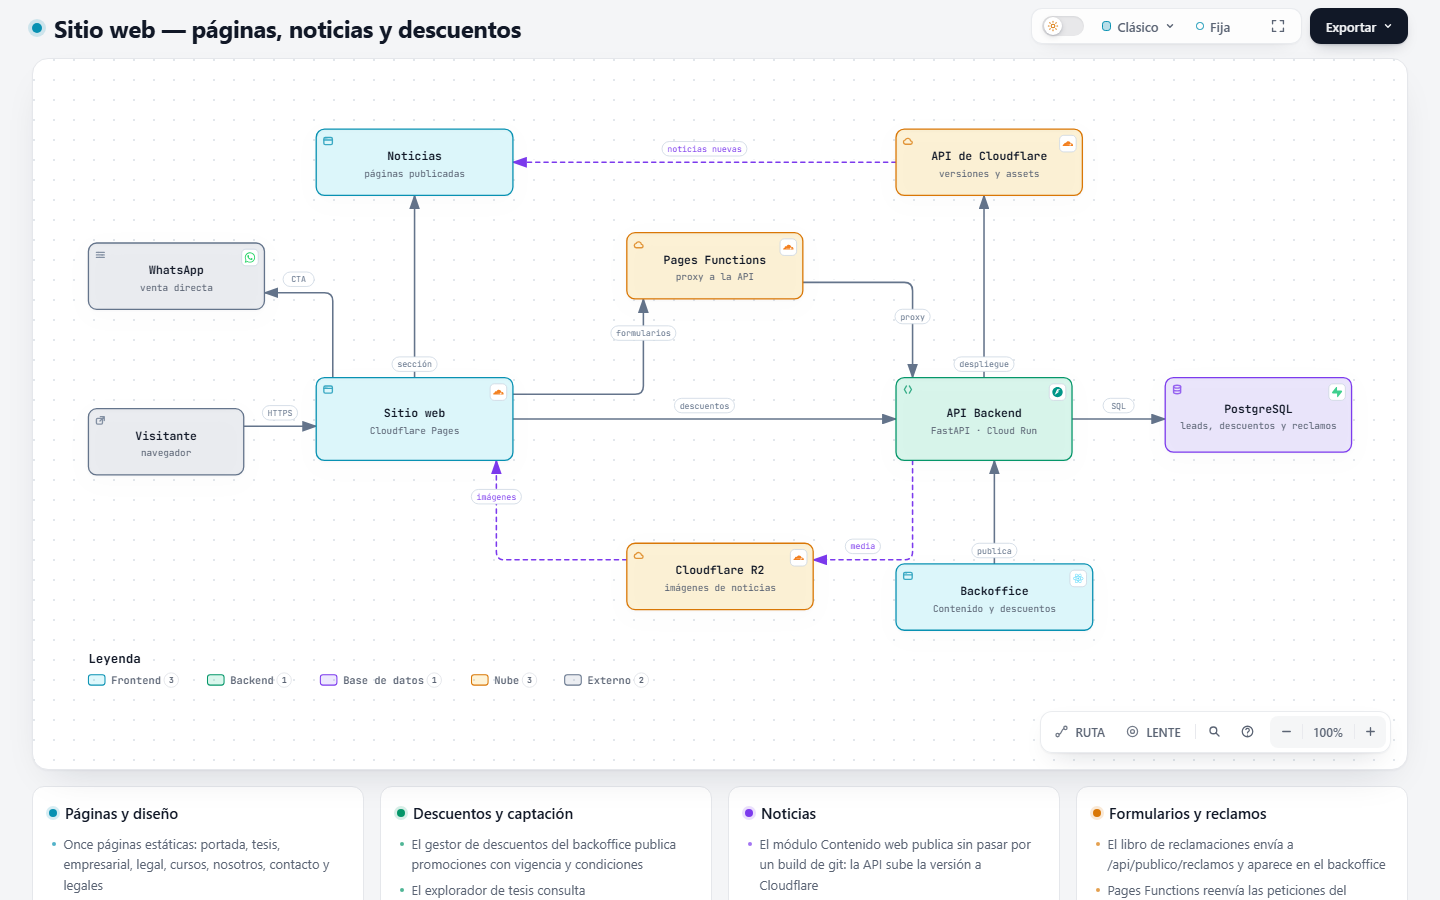 Sitio web — páginas, noticias y descuentos
Clásico
Fija
Exportar
Noticias
páginas publicadas
noticias nuevas
API de Cloudflare
versiones y assets
WhatsApp
venta directa
CTA
Pages Functions
proxy a la API
formularios
proxy
sección
despliegue
Visitante
navegador
HTTPS
Sitio web
Cloudflare Pages
descuentos
API Backend
FastAPI · Cloud Run
SQL
PostgreSQL
leads, descuentos y reclamos
imágenes
media
publica
Cloudflare R2
imágenes de noticias
Backoffice
Contenido y descuentos
Leyenda
Frontend 3
Backend 1
Base de datos 1
Nube 3
Externo 2
RUTA
LENTE
100%
Páginas y diseño
Once páginas estáticas: portada, tesis,
empresarial, legal, cursos, nosotros, contacto y
legales
Descuentos y captación
El gestor de descuentos del backoffice publica
promociones con vigencia y condiciones
El explorador de tesis consulta
Noticias
El módulo Contenido web publica sin pasar por
un build de git: la API sube la versión a
Cloudflare
Formularios y reclamos
El libro de reclamaciones envía a
/api/publico/reclamos y aparece en el backoffice
Pages Functions reenvía las peticiones del